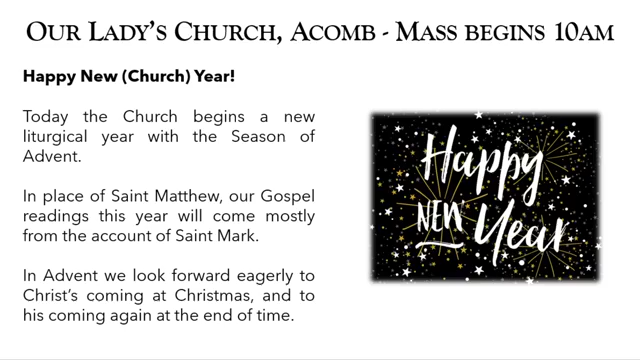 Our Lady's Church, Acomb - Mass begins 10am
Happy New (Church) Year!
Today the Church begins a new
liturgical year with the Season of
Advent.
In place of Saint Matthew, our Gospel
readings this year will come mostly
from the account of Saint Mark.
In Advent we look forward eagerly to
Christ's coming at Christmas, and to
his coming again at the end of time.
Happy
NEW
Year